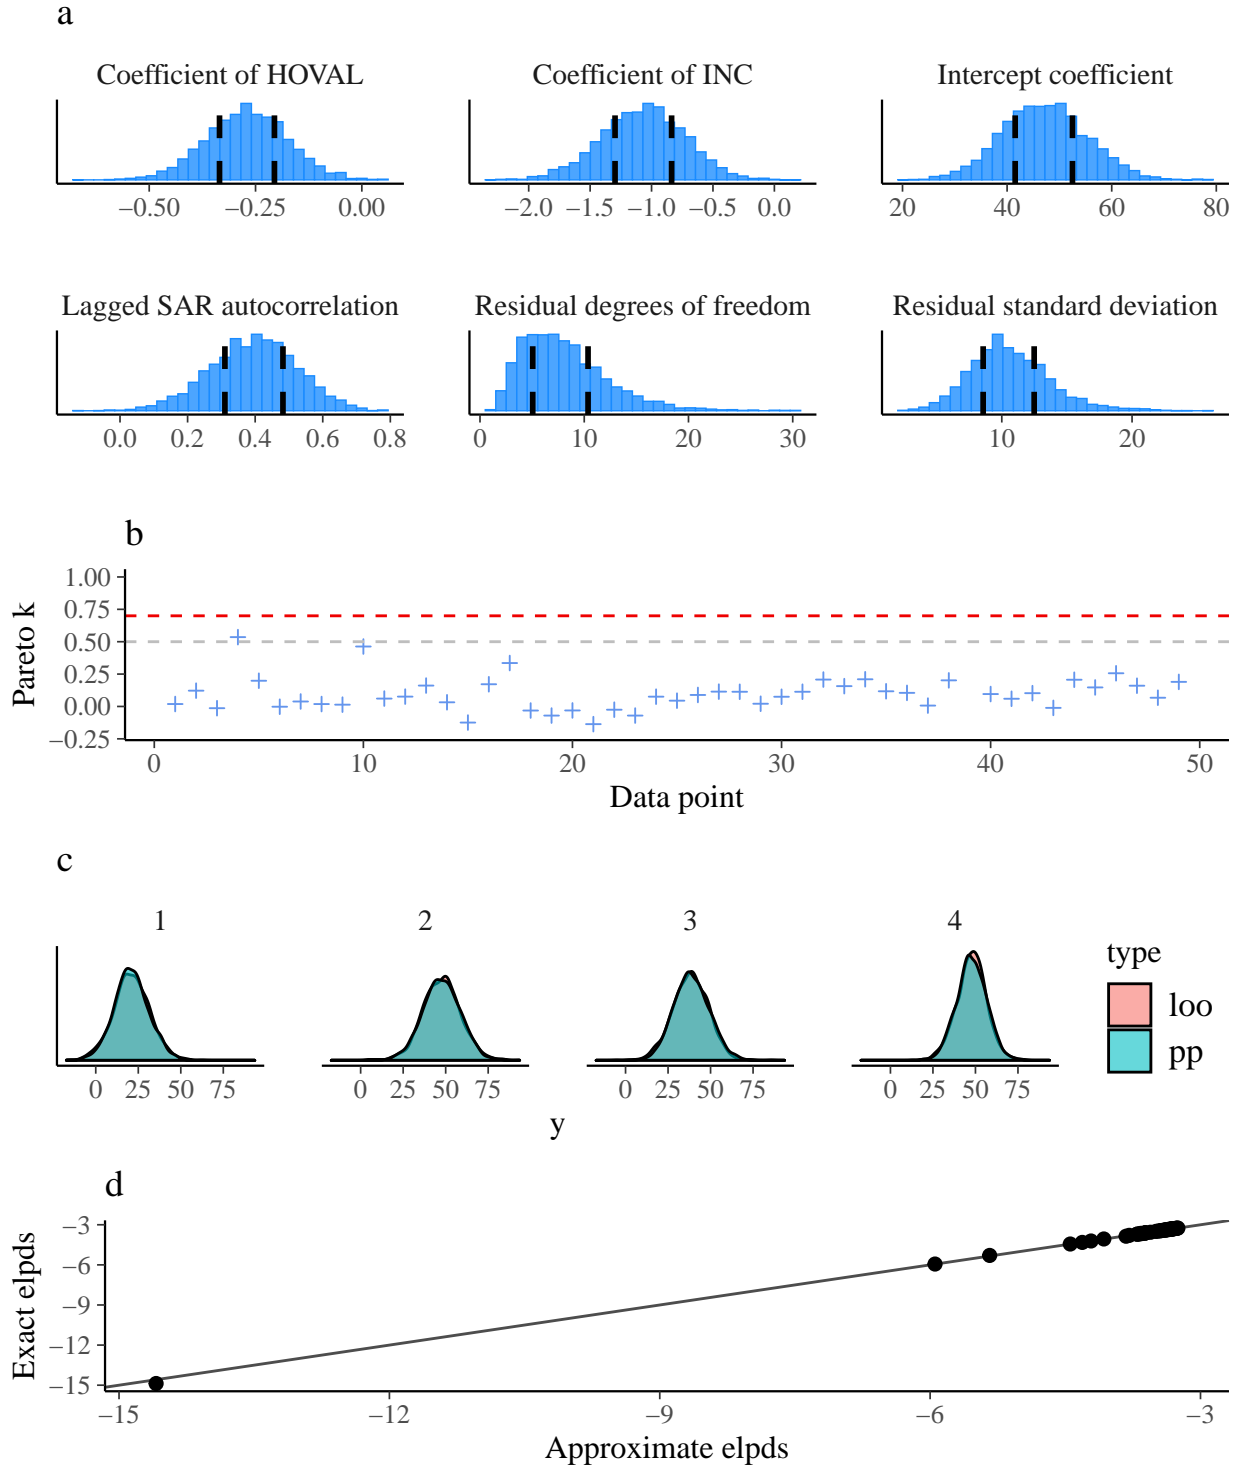 a
Coefficient of HOVAL Coefficient of INC Intercept coefficient
−0.50 −0.25 0.00 −2.0 −1.5 −1.0 −0.5 0.0 20 40 60 80
Lagged SAR autocorrelation Residual degrees of freedom Residual standard deviation
0.0 0.2 0.4 0.6 0.8 0 10 20 30 10 20
b
1.00
0.75
0.50
0.25
0.00
−0.25
Pareto k
0 10 20 30 40 50
Data point
c
1 2 3 4
0 25 50 75 0 25 50 75 0 25 50 75 0 25 50 75
y
type
loo
pp
d
−3
−6
−9
−12
−15
Exact elpds
−15 −12 −9 −6 −3
Approximate elpds